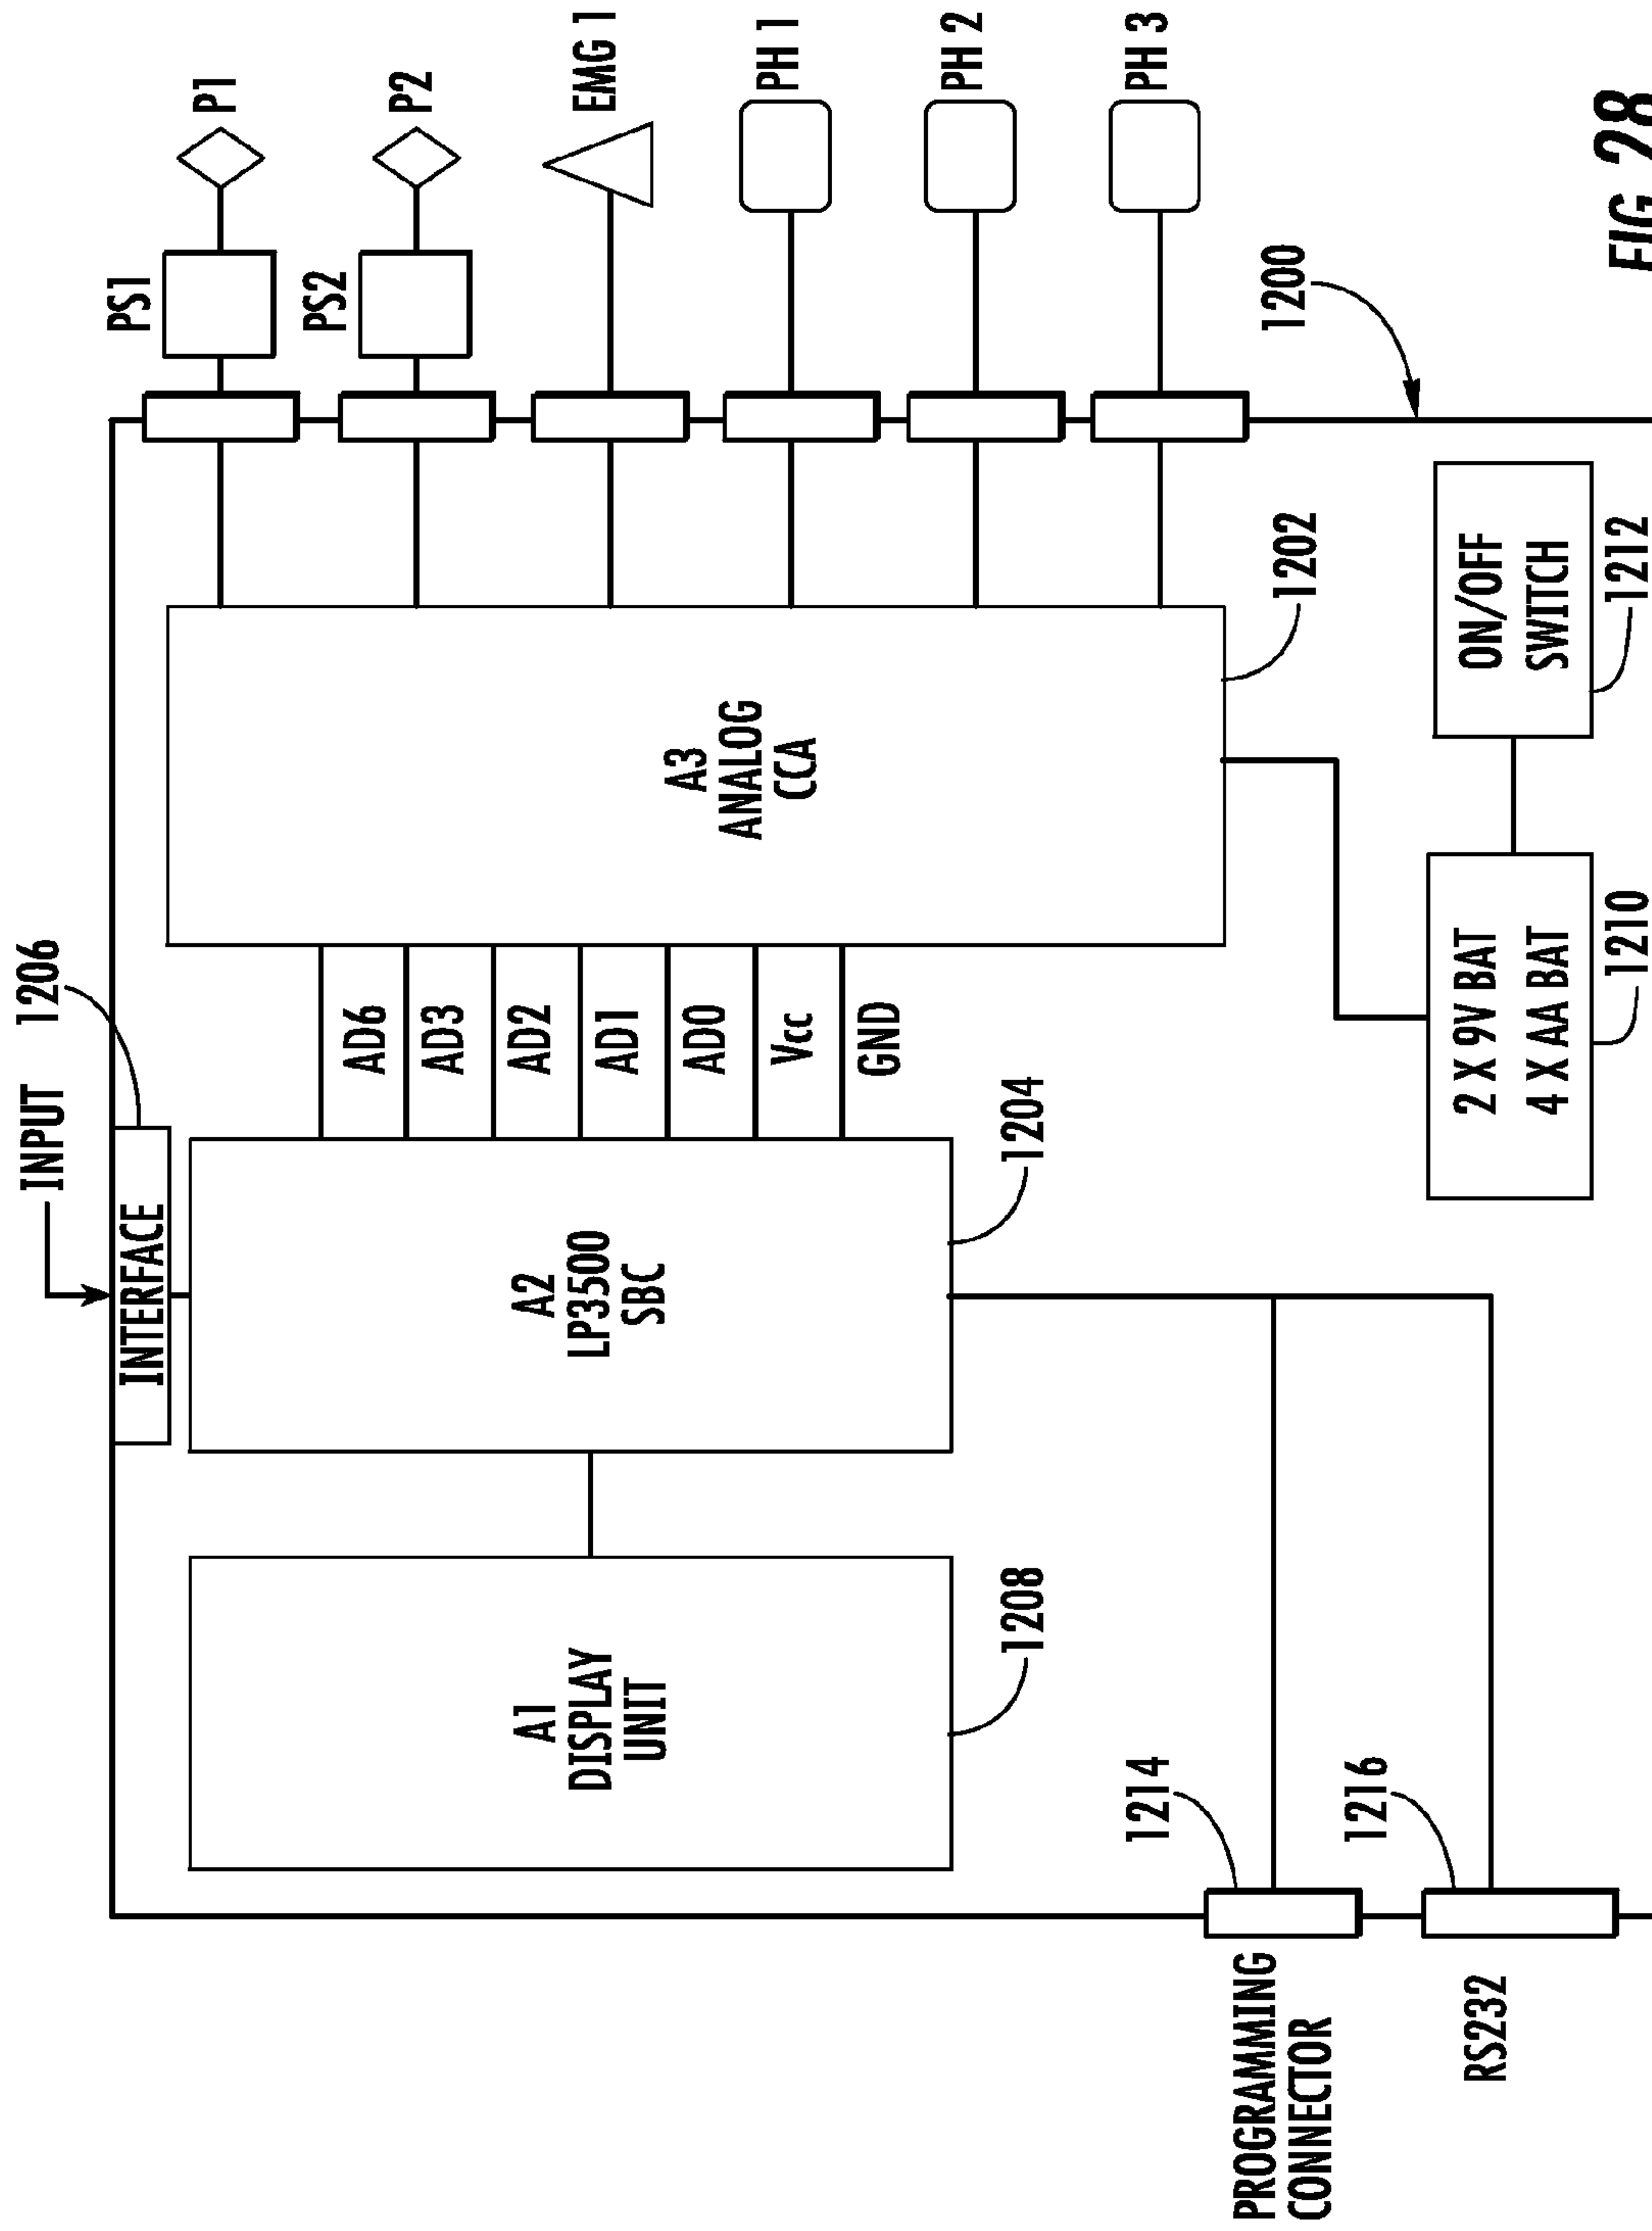 INPUT
1206
INTERFACE
PS1
P1
PS2
P2
EMG 1
PH 1
PH 2
PH 3
A1
DISPLAY
UNIT
1208
A2
LP3500
SBC
1204
AD6
AD3
AD2
AD1
AD0
Vcc
GND
A3
ANALOG
CCA
1202
1200
1214
PROGRAMMING
CONNECTOR
1216
RS232
2 X 9V BAT
4 X AA BAT
1210
ON/OFF
SWITCH
1212
FIG. 28